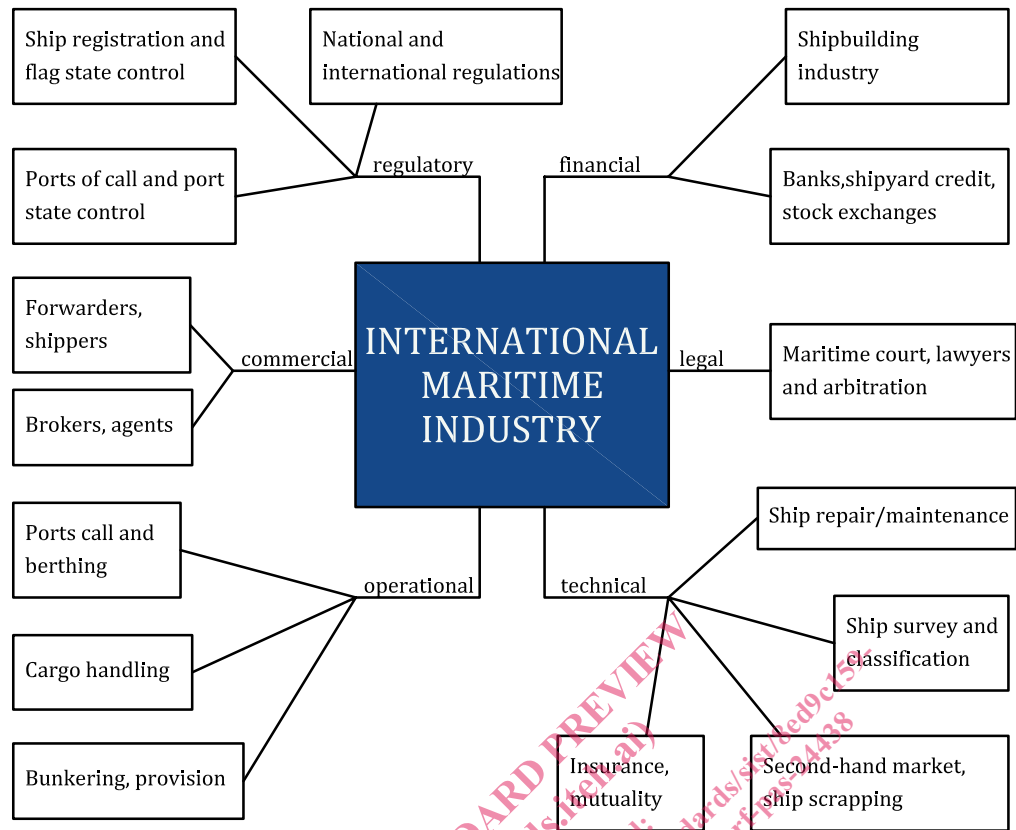 Ship registration and
flag state control
National and
international regulations
Shipbuilding
industry
regulatory
financial
Ports of call and port
state control
Banks,shipyard credit,
stock exchanges
Forwarders,
shippers
commercial
INTERNATIONAL
MARITIME
INDUSTRY
legal
Maritime court, lawyers
and arbitration
Brokers, agents
Ports call and
berthing
Ship repair/maintenance
operational
technical
Ship survey and
classification
Cargo handling
Bunkering, provision
Insurance,
mutuality
Second-hand market,
ship scrapping
PREVIEW